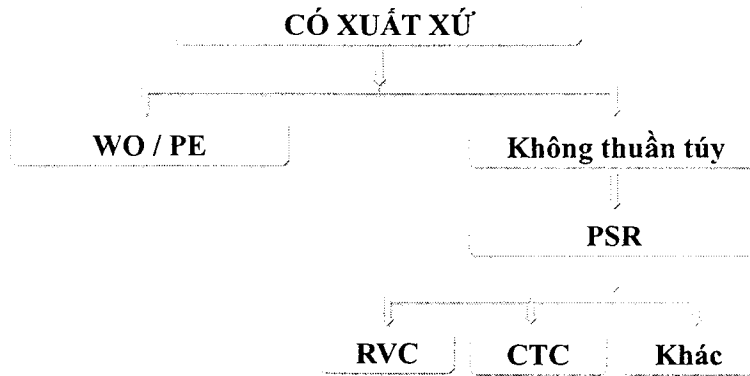 CÓ XUẤT XỨ
WO / PE
Không thuần túy
PSR
RVC
CTC
Khác